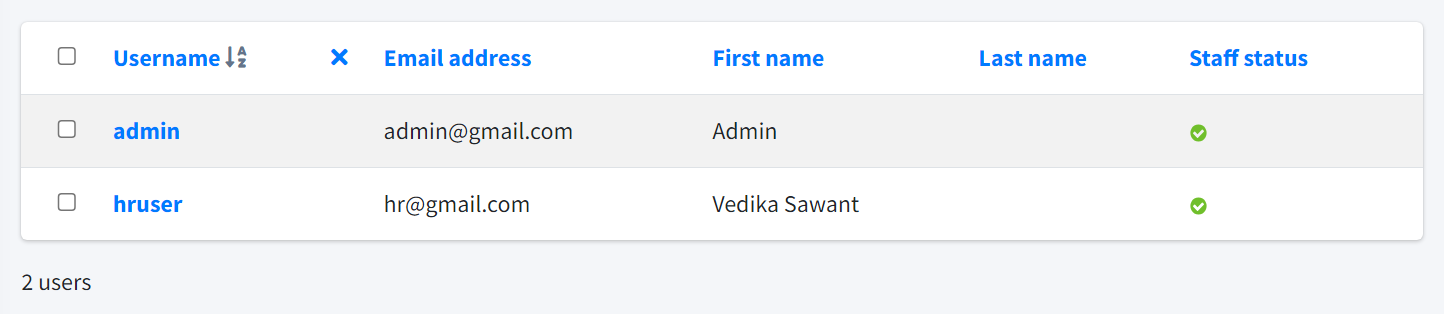 Username Email address First name Last name Staff status
admin admin@gmail.com Admin
hruser hr@gmail.com Vedika Sawant
2 users